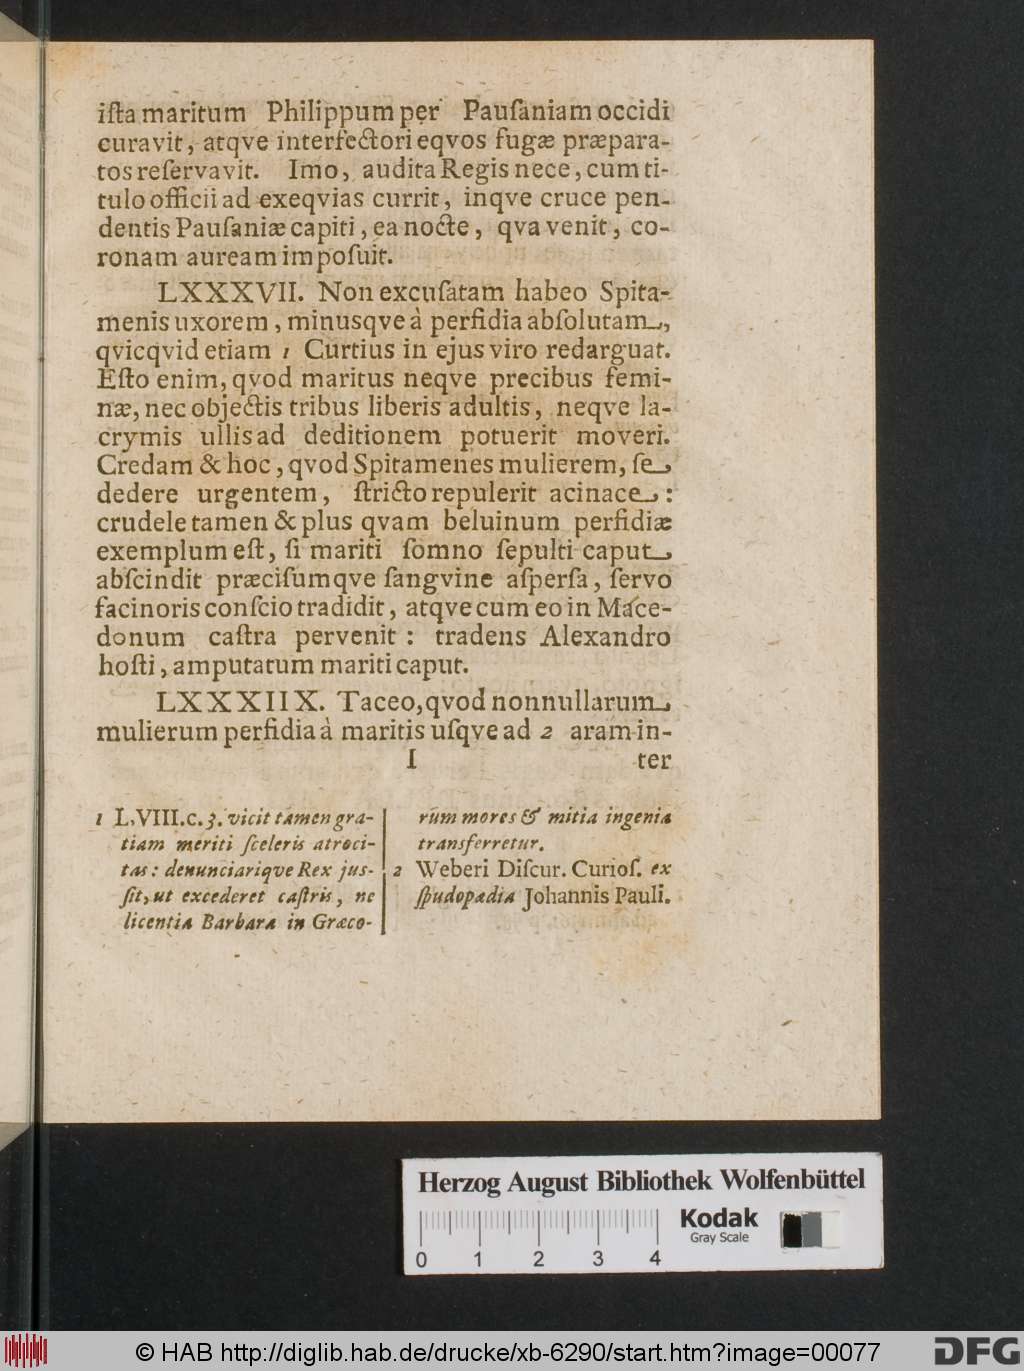 iſta maritum Philippum per Pauſaniam occidi
curavit, atqve interfectori eqvos fugæ præpara-
tos reſervavit. Imo, audita Regis nece, cum ti-
tulo officii ad exeqvias currit, inqve cruce pen-
dentis Pauſaniæ capiti, ea nocte, qva venit, co-
ronam auream impoſuit.
LXXXVII. Non excuſatam habeo Spita-
menis uxorem, minusqve à perfidia abſolutam,
qvicqvid etiam 1 Curtius in ejus viro redarguat.
Eſto enim, qvod maritus neqve precibus femi-
næ, nec objectis tribus liberis adultis, neqve la-
crymis ullis ad deditionem potuerit moveri.
Credam & hoc, qvod Spitamenes mulierem, ſe
dedere urgentem, ſtricto repulerit acinace:
crudele tamen & plus qvam beluinum perfidiæ
exemplum eſt, ſi mariti ſomno ſepulti caput
abſcindit præciſumqve ſangvine aſperſa, ſervo
facinoris conſcio tradidit, atqve cum eo in Mace-
donum caſtra pervenit: tradens Alexandro
hoſti, amputatum mariti caput.
LXXXIIX. Taceo, qvod nonnullarum
mulierum perfidia à maritis uſqve ad 2 aram in-
I ter
1 L. VIII. c. 3. vicit tamen gra-
tiam meriti ſceleris atroci-
tas: denunciariqve Rex jus-
ſit, ut excederet caſtris, ne
licentia Barbara in Græco-
rum mores & mitia ingenia
transferretur.
2 Weberi Diſcur. Curioſ. ex
ſpudopædia Johannis Pauli.
Herzog August Bibliothek Wolfenbüttel
Kodak
Gray Scale
0 1 2 3 4
© HAB http://diglib.hab.de/drucke/xb-6290/start.htm?image=00077
DFG